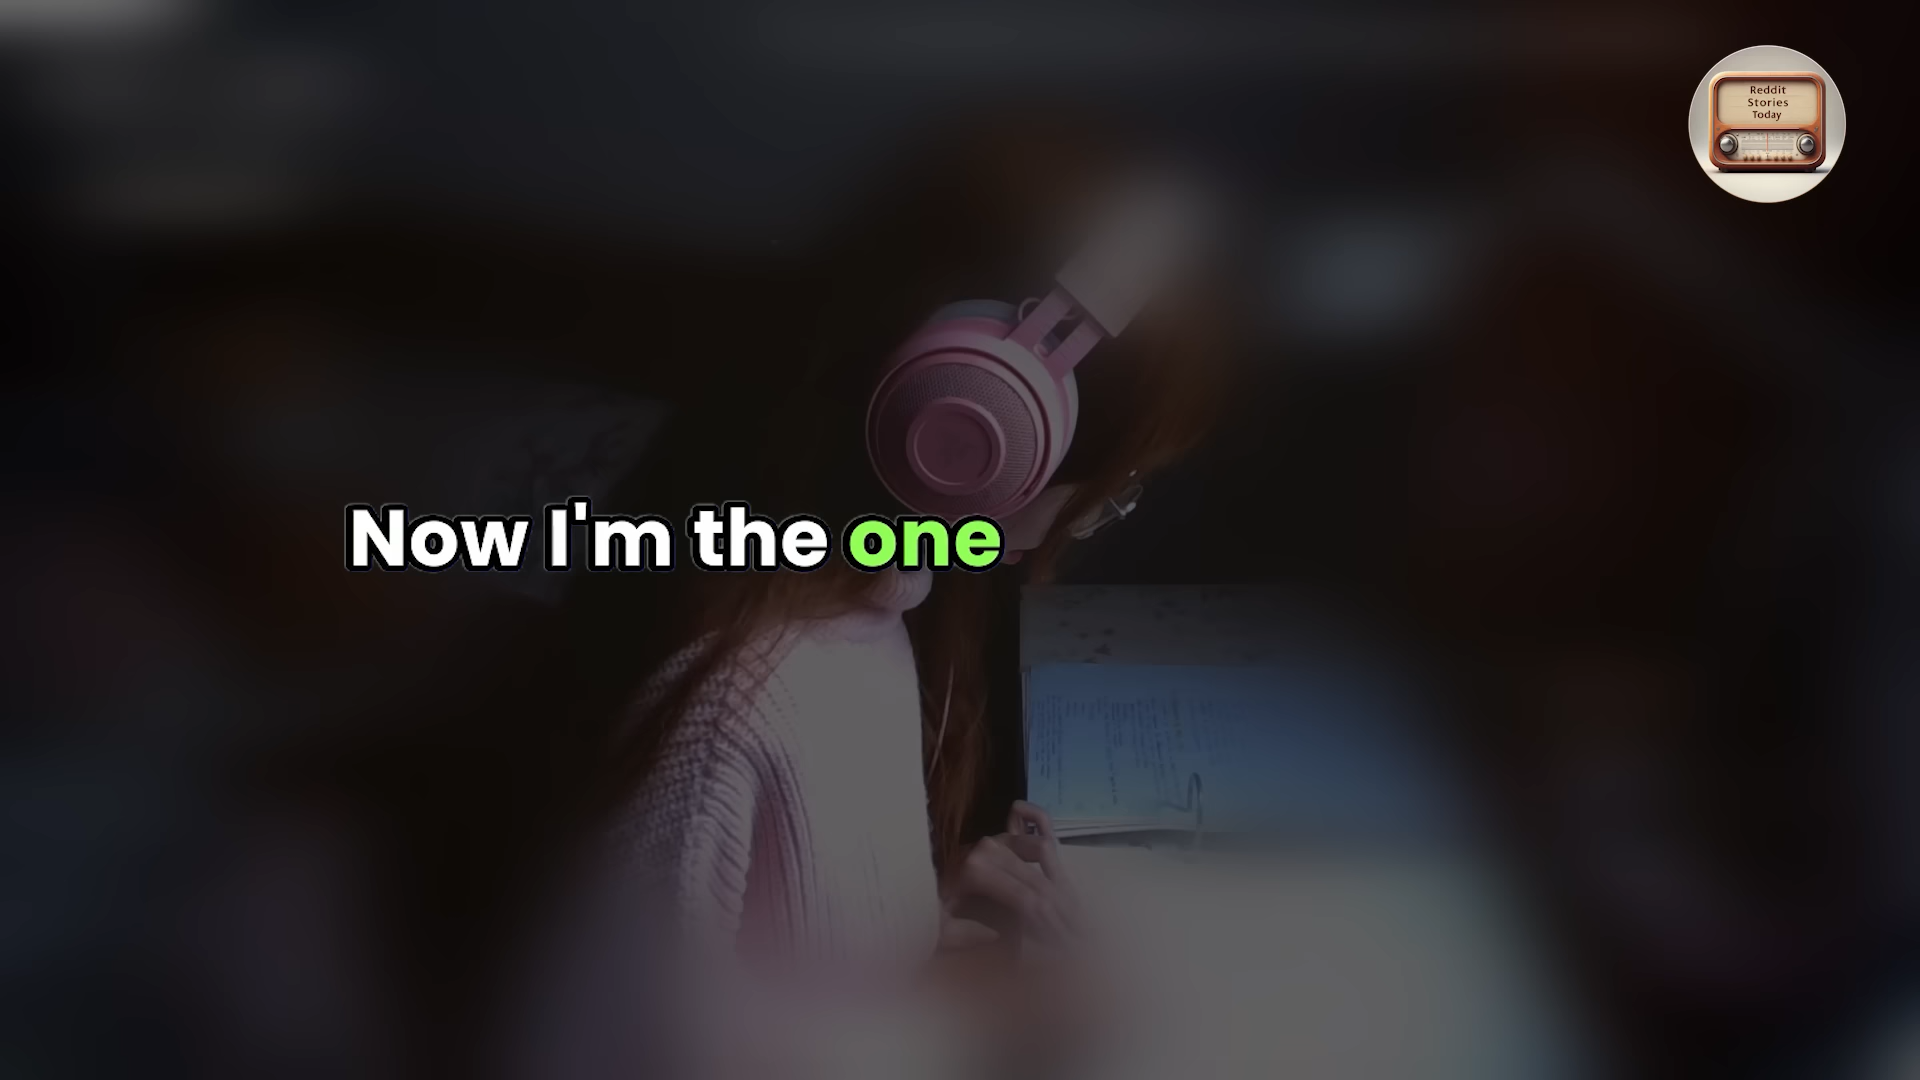 Reddit
Stories
Today
Now I'm the one